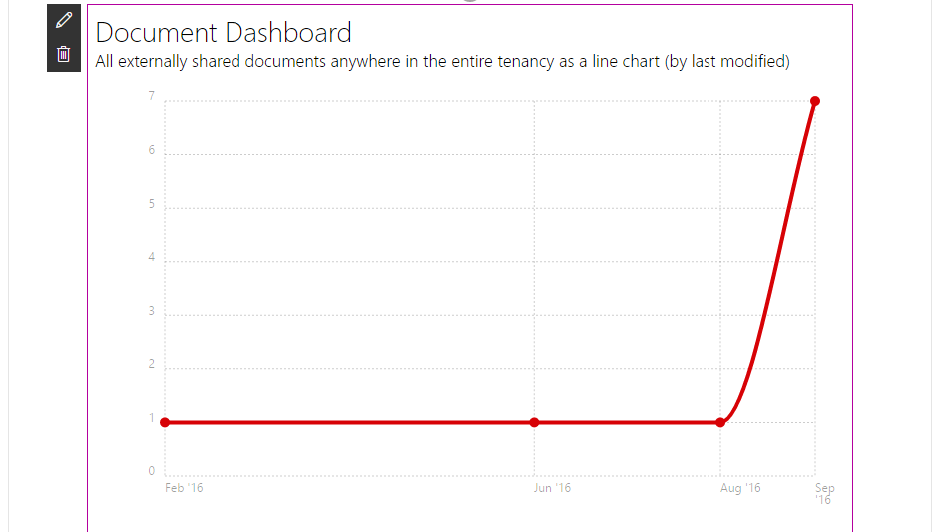 Document Dashboard
All externally shared documents anywhere in the entire tenancy as a line chart (by last modified)
7
6
5
4
3
2
1
0
Feb '16
Jun '16
Aug '16
Sep
'16